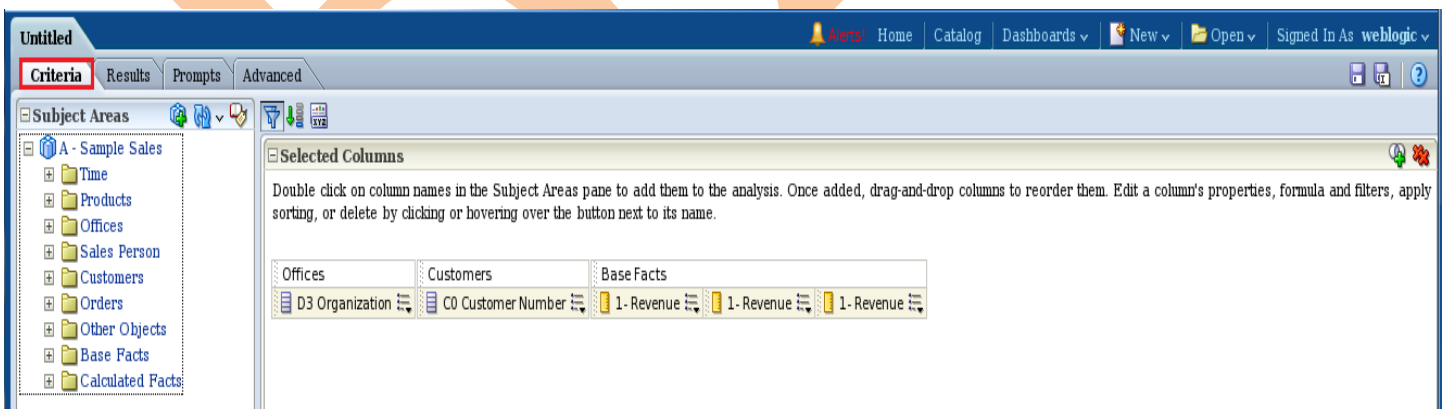 Untitled
Alerts! Home Catalog Dashboards New Open Signed In As weblogic
Criteria Results Prompts Advanced
Subject Areas
A - Sample Sales
Time
Products
Offices
Sales Person
Customers
Orders
Other Objects
Base Facts
Calculated Facts
XYZ
Selected Columns
Double click on column names in the Subject Areas pane to add them to the analysis. Once added, drag-and-drop columns to reorder them. Edit a column's properties, formula and filters, apply
sorting, or delete by clicking or hovering over the button next to its name.
Offices Customers Base Facts
D3 Organization C0 Customer Number 1- Revenue 1- Revenue 1- Revenue